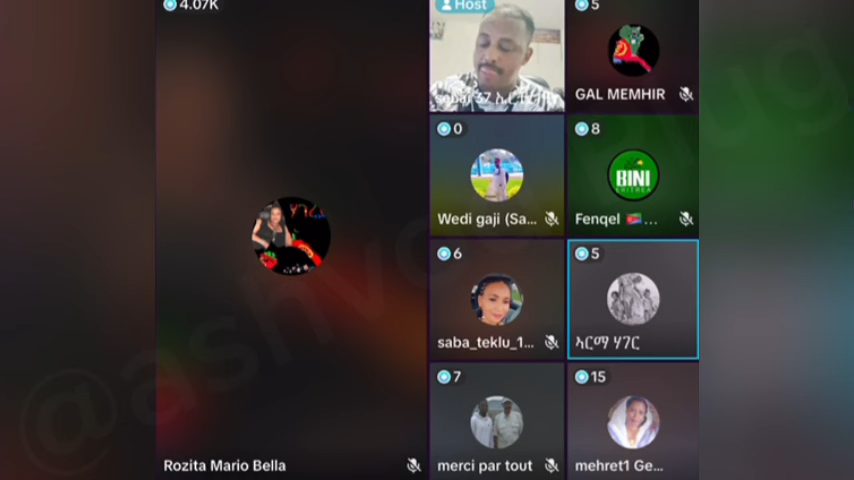 4.07K
Host
5
GAL MEMHIR
0
8
BINI
ERITREA
Wedi gaji (Sa...
Fenqel 🇪🇷...
6
5
saba_teklu_1...
ኣርማ ሃገር
7
15
Rozita Mario Bella
merci par tout
mehret1 Ge...